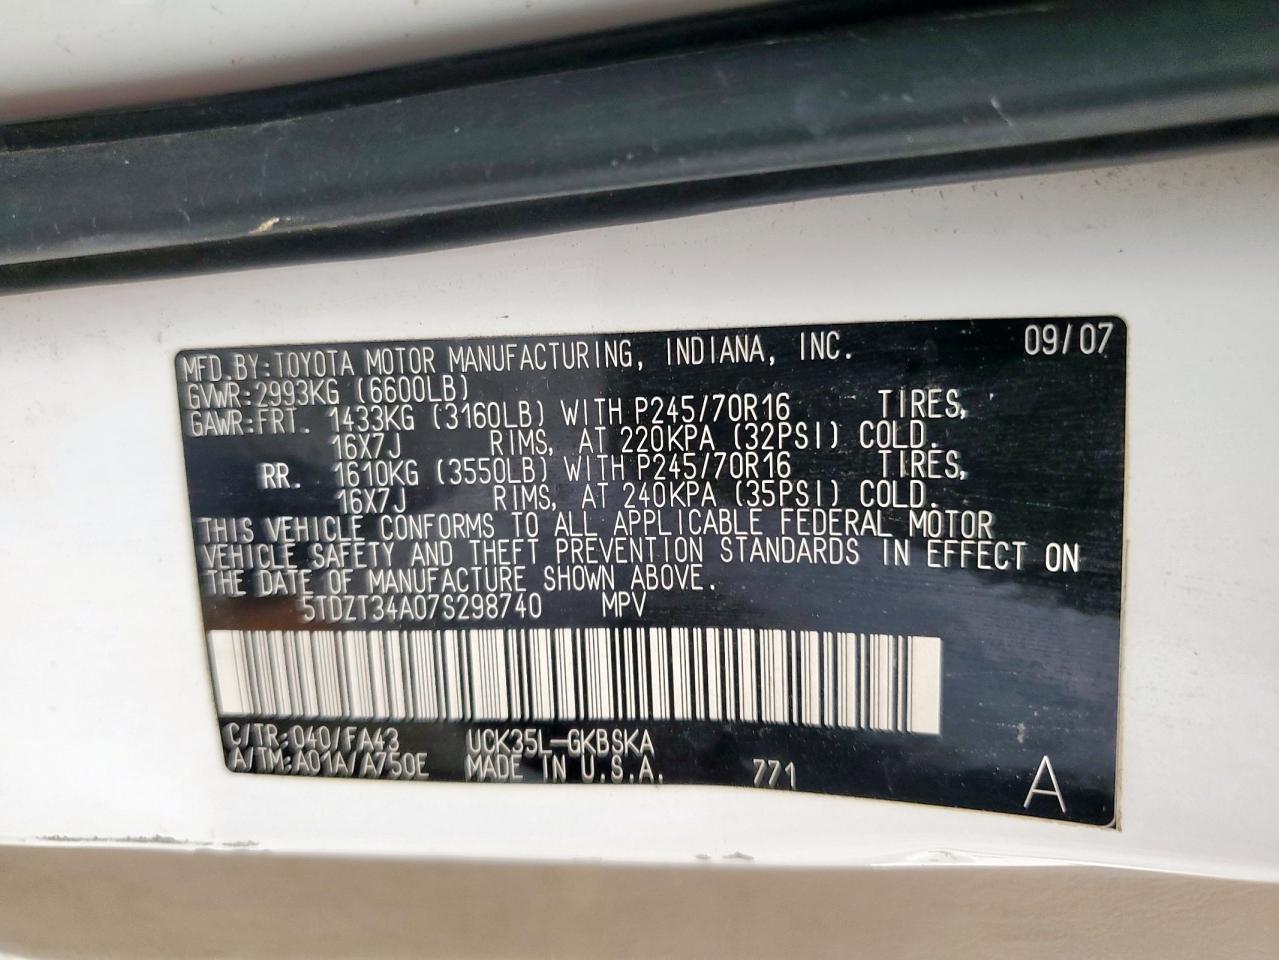 MFD.BY:TOYOTA MOTOR MANUFACTURING, INDIANA, INC. 09/07
GVWR:2993KG (6600LB)
GAWR:FRT. 1433KG (3160LB) WITH P245/70R16 TIRES,
16X7J RIMS, AT 220KPA (32PSI) COLD.
RR. 1610KG (3550LB) WITH P245/70R16 TIRES,
16X7J RIMS, AT 240KPA (35PSI) COLD.
THIS VEHICLE CONFORMS TO ALL APPLICABLE FEDERAL MOTOR
VEHICLE SAFETY AND THEFT PREVENTION STANDARDS IN EFFECT ON
THE DATE OF MANUFACTURE SHOWN ABOVE.
5TDZT34A07S298740 MPV
C/TR:040/FA43 UCK35L-GKBSKA
A/TM:A01A/A750E MADE IN U.S.A. 771 A